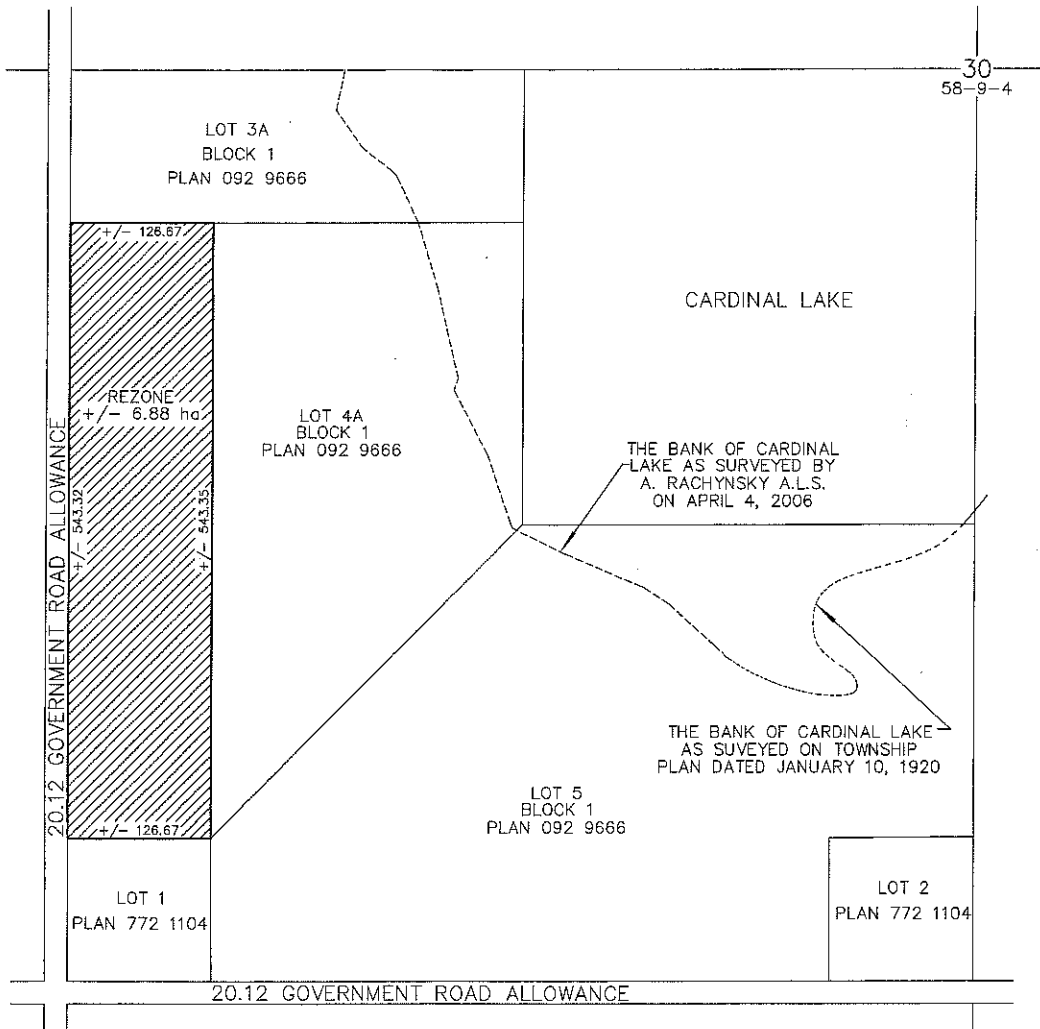 30
58-9-4
LOT 3A
BLOCK 1
PLAN 092 9666
+/- 126.67
CARDINAL LAKE
REZONE
+/- 6.88 ha
LOT 4A
BLOCK 1
PLAN 092 9666
20.12 GOVERNMENT ROAD ALLOWANCE
+/- 543.32
+/- 543.35
THE BANK OF CARDINAL
LAKE AS SURVEYED BY
A. RACHYNSKY A.L.S.
ON APRIL 4, 2006
THE BANK OF CARDINAL LAKE
AS SUVEYED ON TOWNSHIP
PLAN DATED JANUARY 10, 1920
LOT 5
BLOCK 1
PLAN 092 9666
+/- 126.67
LOT 1
PLAN 772 1104
LOT 2
PLAN 772 1104
20.12 GOVERNMENT ROAD ALLOWANCE